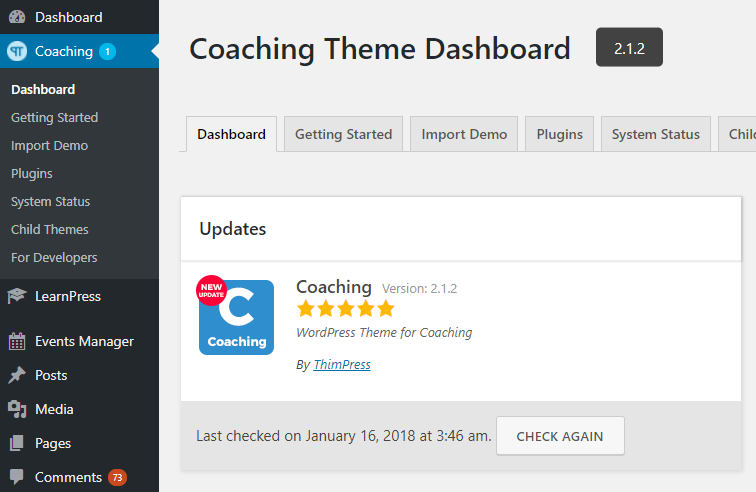 Dashboard
Coaching 1
Dashboard
Getting Started
Import Demo
Plugins
System Status
Child Themes
For Developers
LearnPress
Events Manager
Posts
Media
Pages
Comments 73
Coaching Theme Dashboard 2.1.2
Dashboard Getting Started Import Demo Plugins System Status Chil
Updates
NEW
UPDATE
C
Coaching
Coaching Version: 2.1.2
WordPress Theme for Coaching
By ThimPress
Last checked on January 16, 2018 at 3:46 am. CHECK AGAIN